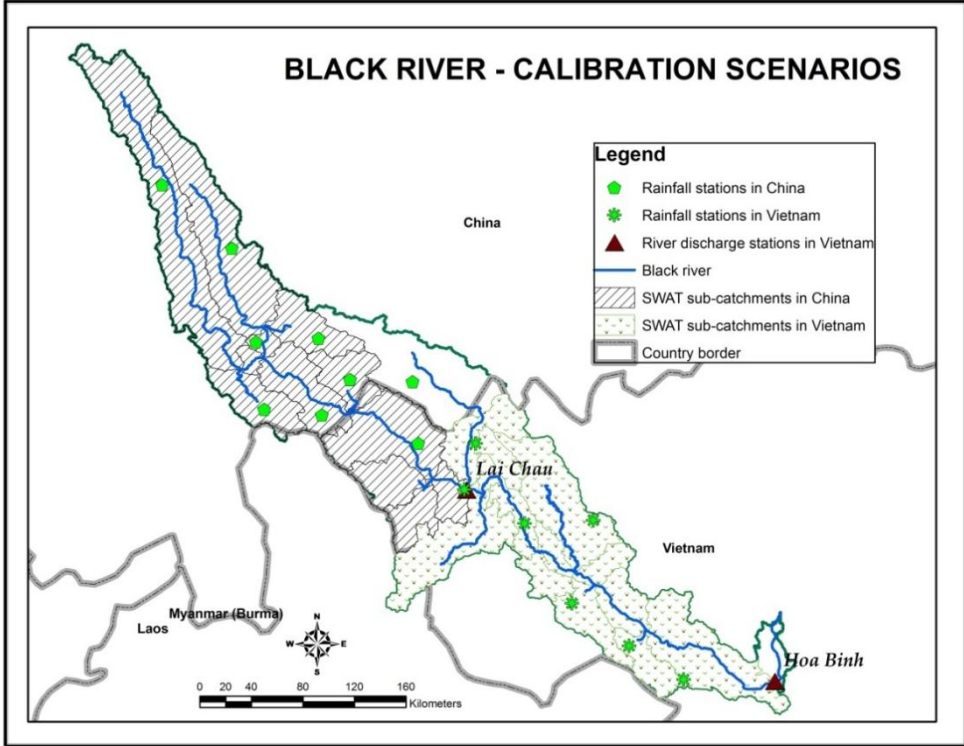 BLACK RIVER - CALIBRATION SCENARIOS
Legend
Rainfall stations in China
Rainfall stations in Vietnam
River discharge stations in Vietnam
Black river
SWAT sub-catchments in China
SWAT sub-catchments in Vietnam
Country border
China
Lai Chau
Vietnam
Myanmar (Burma)
Laos
N
W E
S
Hoa Binh
0 20 40 80 120 160
Kilometers